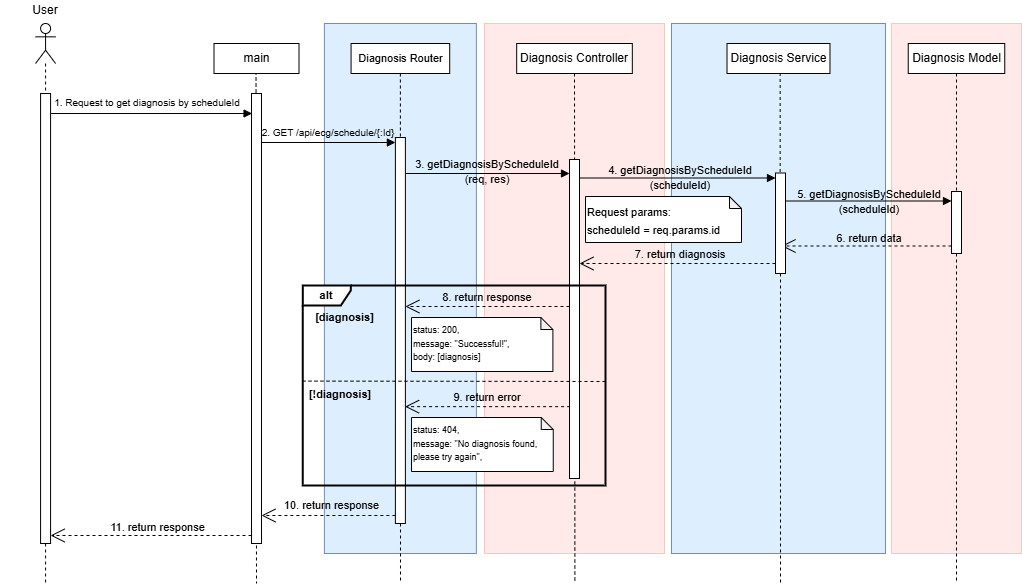 User
main
Diagnosis Router
Diagnosis Controller
Diagnosis Service
Diagnosis Model
1. Request to get diagnosis by scheduleId
2. GET /api/ecg/schedule/{:Id}
3. getDiagnosisByScheduleId
(req, res)
4. getDiagnosisByScheduleId
(scheduleId)
5. getDiagnosisByScheduleId
(scheduleId)
Request params:
scheduleId = req.params.id
6. return data
7. return diagnosis
alt
8. return response
[diagnosis]
status: 200,
message: "Successful!",
body: [diagnosis]
[!diagnosis]
9. return error
status: 404,
message: "No diagnosis found,
please try again",
10. return response
11. return response